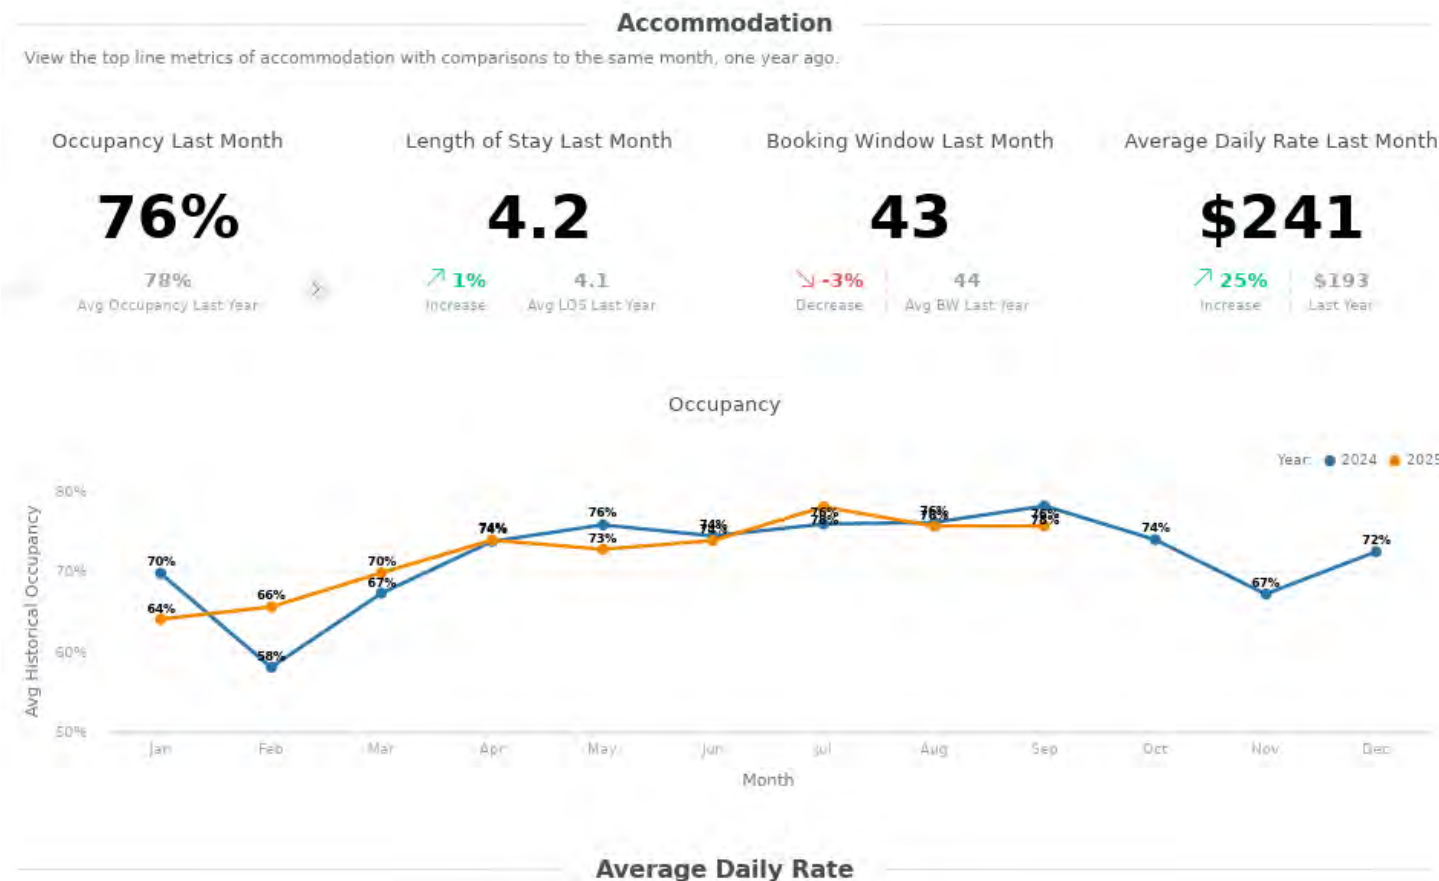 Accommodation
View the top line metrics of accommodation with comparisons to the same month, one year ago.
Occupancy Last Month
Length of Stay Last Month
Booking Window Last Month
Average Daily Rate Last Month
76%
4.2
43
$241
78%
Avg Occupancy Last Year
1%
Increase
4.1
Avg LOS Last Year
-3%
Decrease
44
Avg BW Last Year
25%
Increase
$193
Last Year
Occupancy
Year: 2024 2025
Avg Historical Occupancy
80%
70%
60%
50%
70%
64%
66%
58%
70%
67%
74%
76%
73%
74%
76%
78%
76%
76%
78%
74%
67%
72%
Jan Feb Mar Apr May Jun Jul Aug Sep Oct Nov Dec
Month
Average Daily Rate